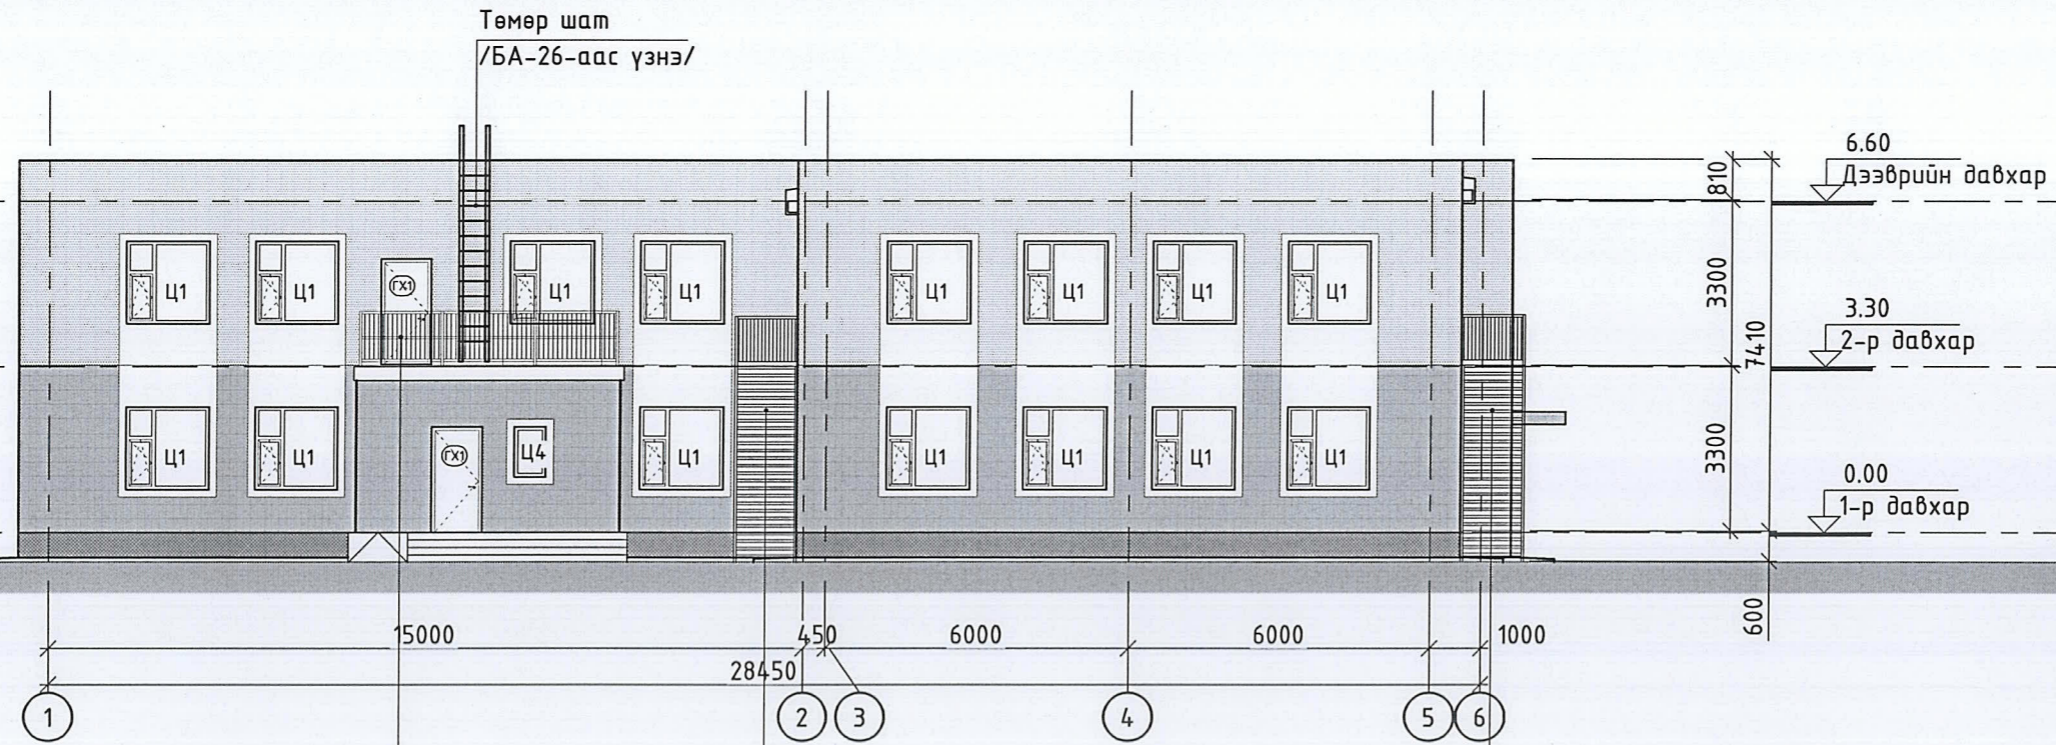 Төмөр шат
/БА-26-аас үзнэ/
6.60
Дээврийн давхар
810
3300
ГХ1
Ц1
Ц1
Ц1
Ц1
Ц1
Ц1
Ц1
Ц1
3.30
2-р давхар
7410
3300
ГХ1
Ц4
Ц1
Ц1
Ц1
Ц1
Ц1
Ц1
Ц1
0.00
1-р давхар
600
15000
450
6000
6000
1000
28450
1
2
3
4
5
6